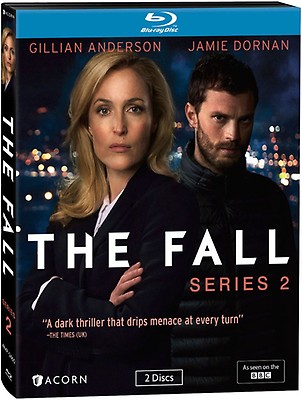 Blu-ray Disc
GILLIAN ANDERSON JAMIE DORNAN
THE FALL
SERIES 2
"A dark thriller that drips menace at every turn"
—THE TIMES (UK)
ACORN
2 Discs
As seen on the
BBC
THE FALL
SERIES
2